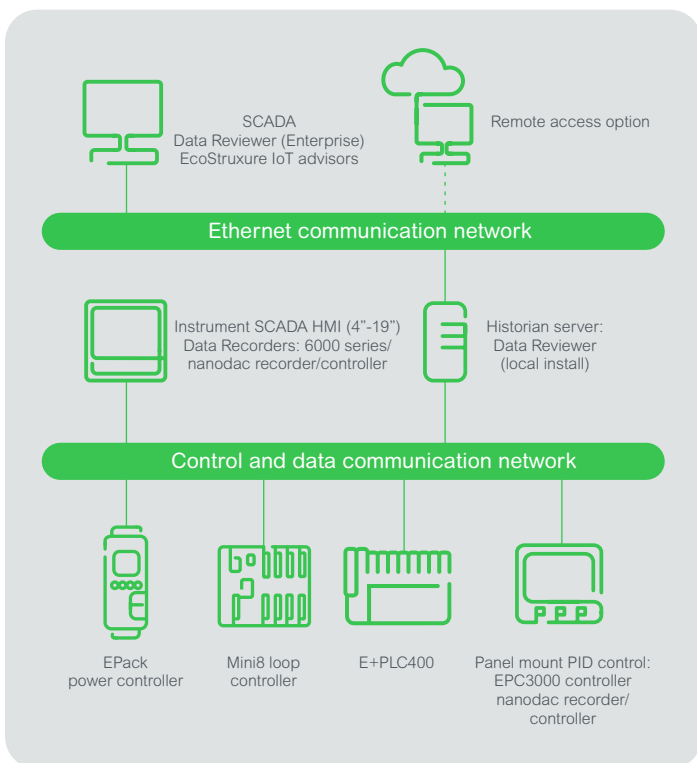 SCADA
Data Reviewer (Enterprise)
EcoStruxure IoT advisors
Remote access option
Ethernet communication network
Instrument SCADA HMI (4”-19”)
Data Recorders: 6000 series/
nanodac recorder/controller
Historian server:
Data Reviewer
(local install)
Control and data communication network
EPack
power controller
Mini8 loop
controller
E+PLC400
Panel mount PID control:
EPC3000 controller
nanodac recorder/
controller